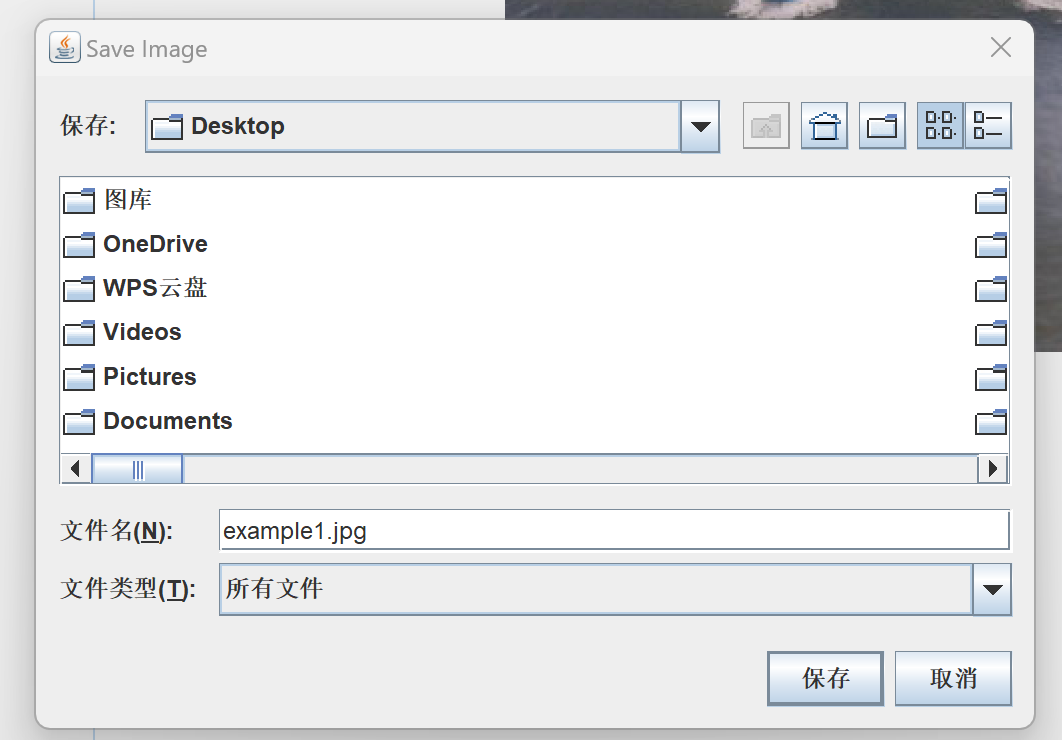 Save Image
保存: Desktop
图库
OneDrive
WPS云盘
Videos
Pictures
Documents
文件名(N): example1.jpg
文件类型(T): 所有文件
保存 取消